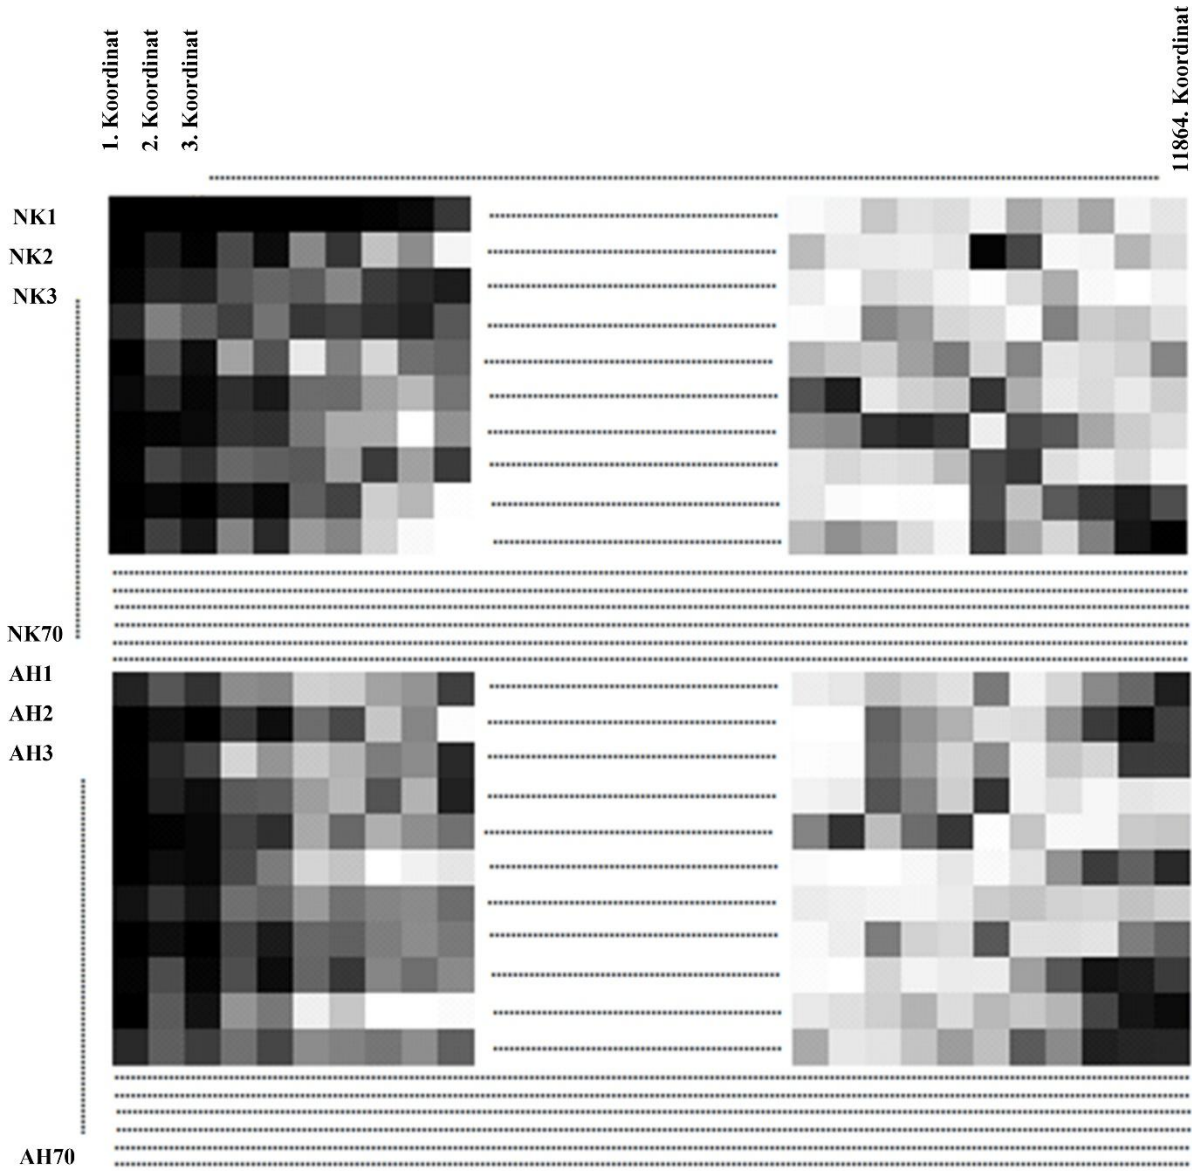 1. Koordinat
2. Koordinat
3. Koordinat
11864. Koordinat
NK1
NK2
NK3
NK70
AH1
AH2
AH3
AH70